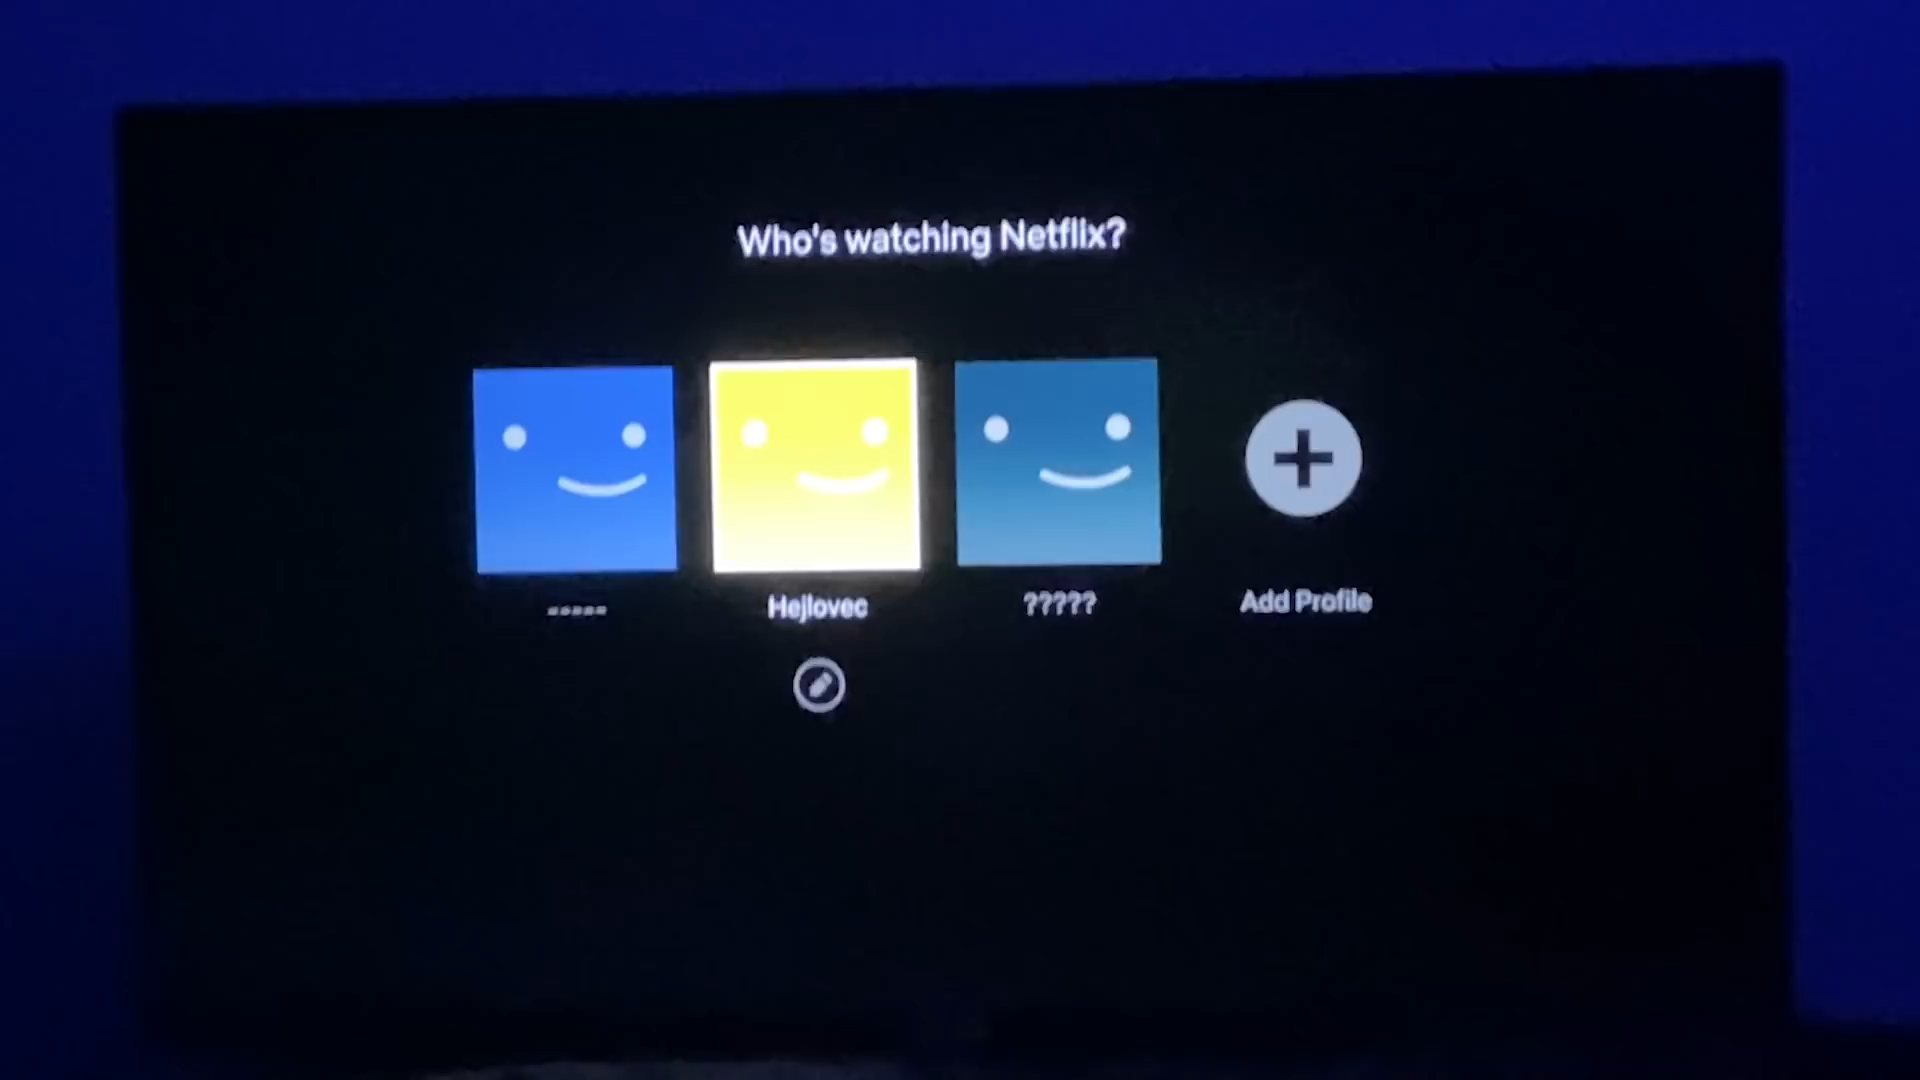 Who's watching Netflix?
-----
Hejlovec
?????
Add Profile